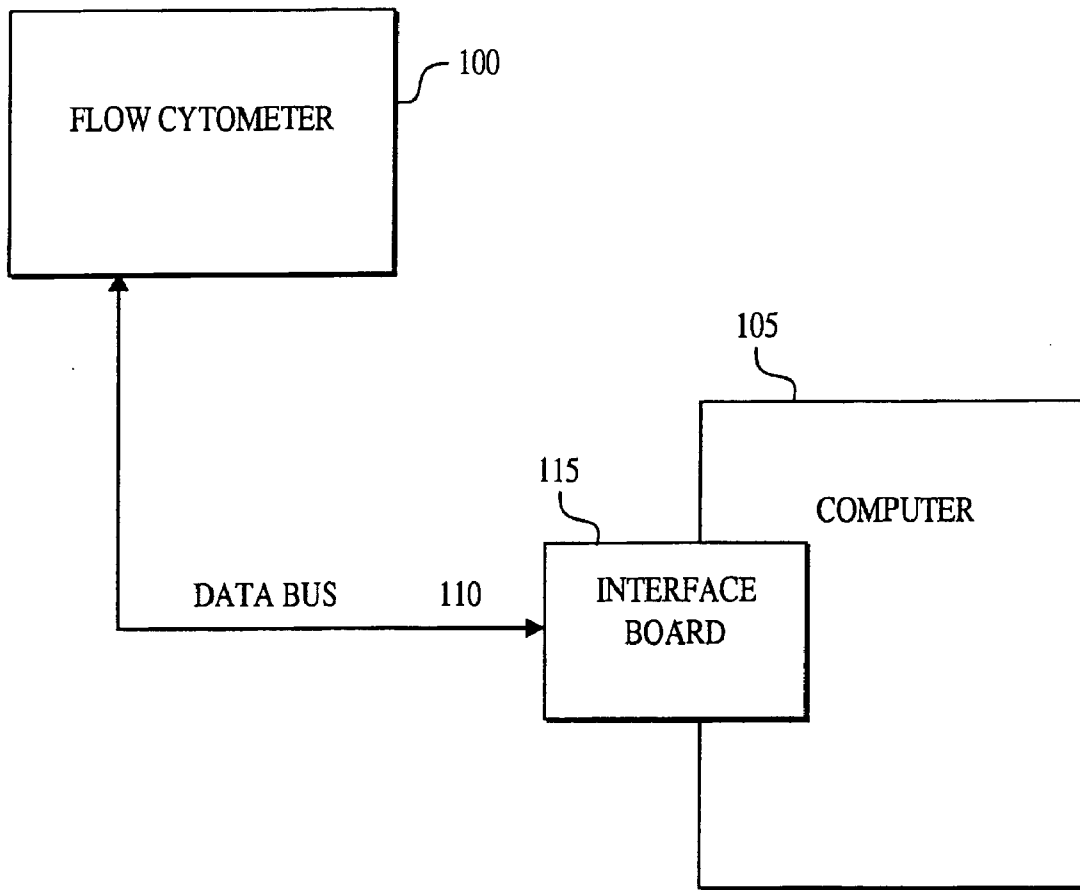 100
FLOW CYTOMETER
105
115
COMPUTER
INTERFACE
BOARD
DATA BUS 110